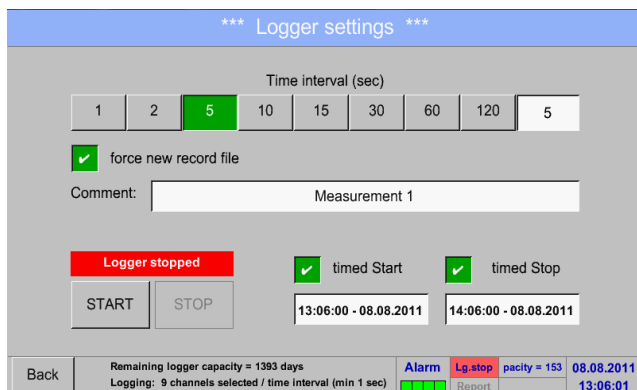 *** Logger settings ***
Time interval (sec)
1 2 5 10 15 30 60 120 5
force new record file
Comment: Measurement 1
Logger stopped
timed Start timed Stop
START STOP
13:06:00 - 08.08.2011 14:06:00 - 08.08.2011
Back
Remaining logger capacity = 1393 days
Logging: 9 channels selected / time interval (min 1 sec)
Alarm Lg.stop pacity = 153 08.08.2011
Report 13:06:01